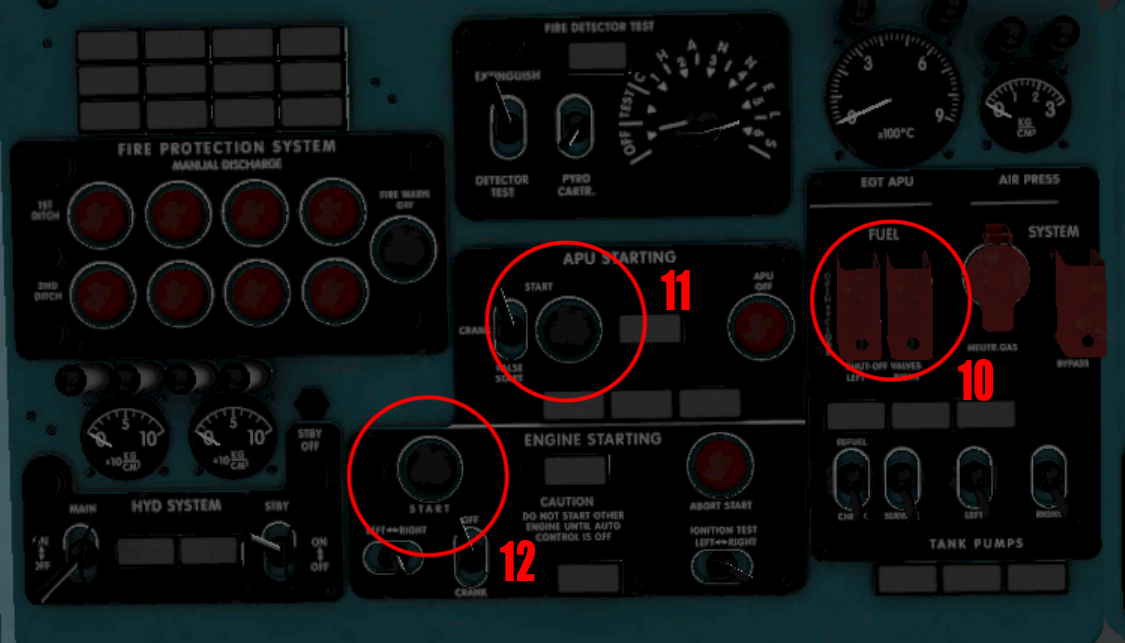 FIRE DETECTOR TEST
EXTINGUISH
OFF TEST CHANNELS
1 2 3 4 5 6
DETECTOR
TEST
PYRO
CARTR.
FIRE PROTECTION SYSTEM
MANUAL DISCHARGE
1ST
DITCH
2ND
DITCH
FIRE WARN
OFF
0 3 6 9
x100°C
0 1 2 3
KG
CM²
EGT APU
AIR PRESS
FUEL
SYSTEM
NEUTR.GAS
SHUT-OFF VALVES
LEFT
RIGHT
BYPASS
10
APU STARTING
START
CRANK
FALSE
START
APU
OFF
11
0 5 10
x10 KG
CM²
0 5 10
x10 KG
CM²
STBY
OFF
HYD SYSTEM
MAIN
ON
OFF
STBY
ON
OFF
ENGINE STARTING
START
LEFT↔RIGHT
OFF
CRANK
CAUTION
DO NOT START OTHER
ENGINE UNTIL AUTO
CONTROL IS OFF
ABORT START
IGNITION TEST
LEFT↔RIGHT
12
REFUEL
LEFT
RIGHT
TANK PUMPS